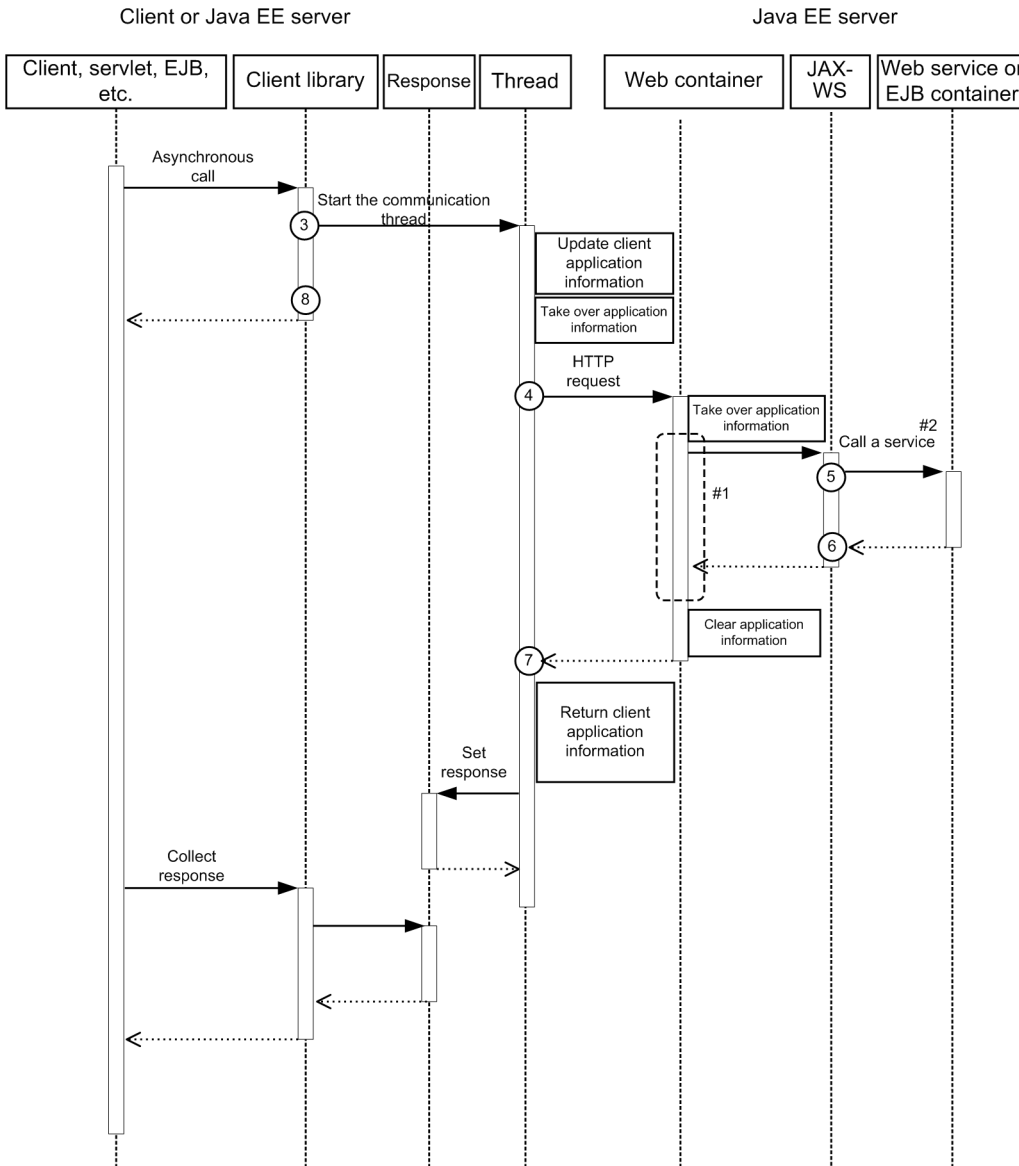 Client or Java EE server
Java EE server
Client, servlet, EJB,
etc.
Client library
Response
Thread
Web container
JAX-
WS
Web service or
EJB container
Asynchronous
call
Start the communication
thread
3
Update client
application
information
8
Take over application
information
HTTP
request
4
Take over application
information
#2
Call a service
5
#1
6
Clear application
information
7
Return client
application
information
Set
response
Collect
response